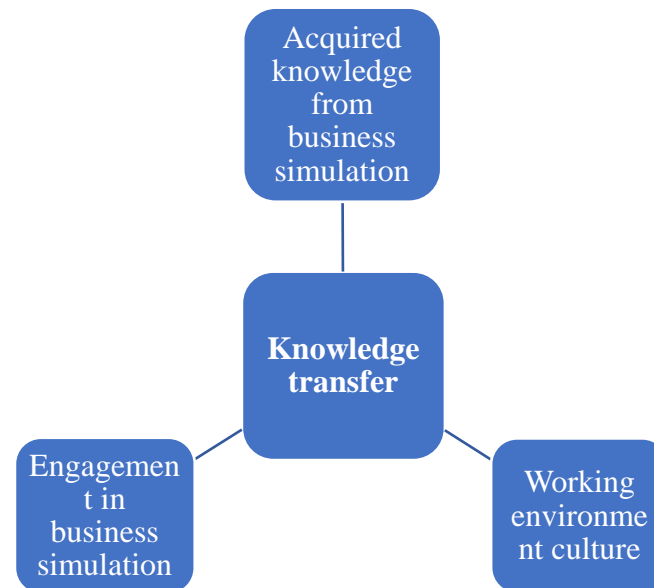 Acquired
knowledge
from
business
simulation
Knowledge
transfer
Engagemen
t in
business
simulation
Working
environme
nt culture